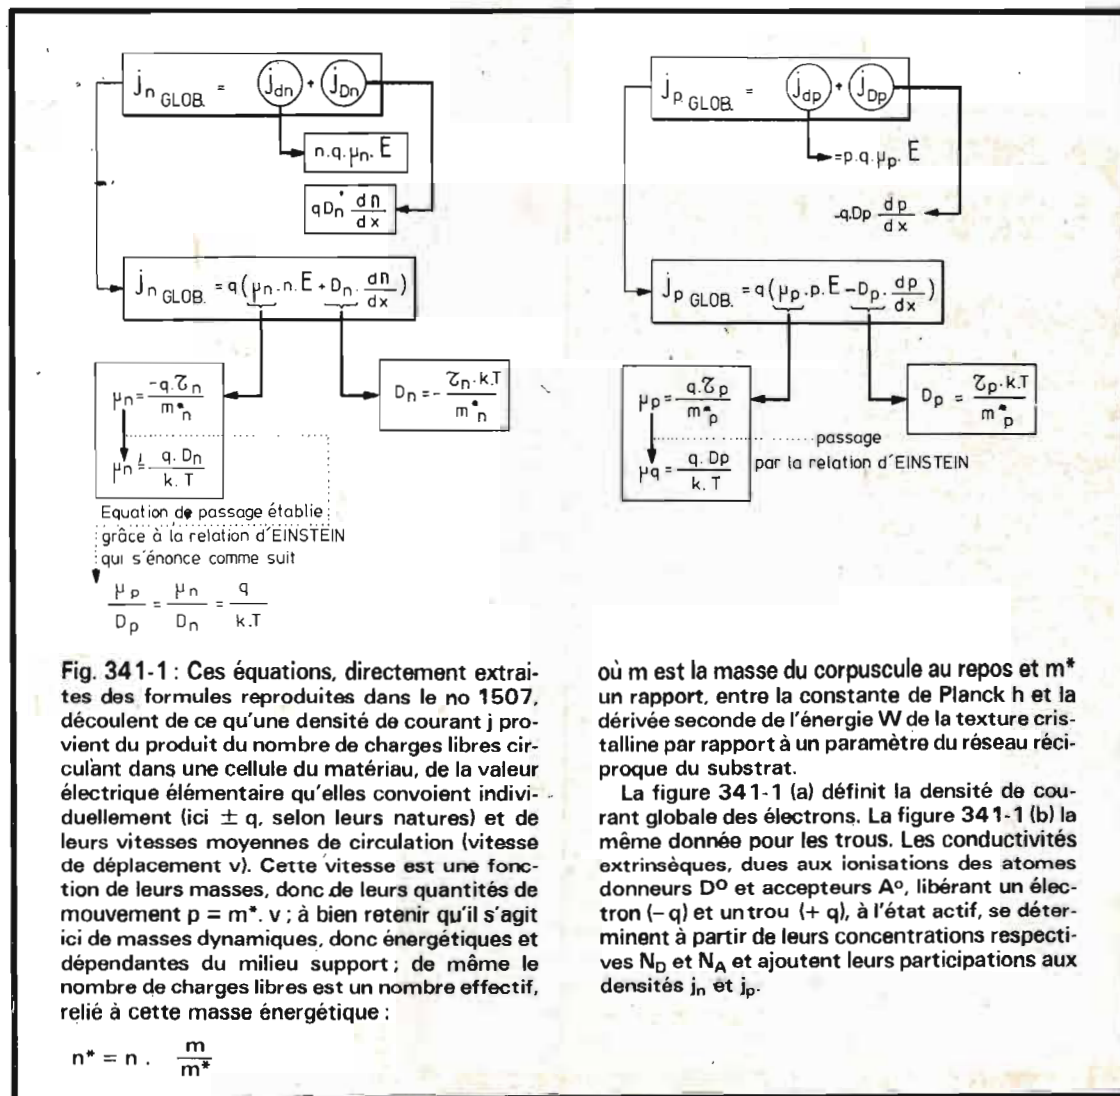 j n GLOB. = j dn + j Dn
n.q.µn. E
qDn dn/dx
j n GLOB. = q(µn.n.E + Dn. dn/dx)
µn = -q.τn/m*n
µn = q.Dn/k.T
Dn = - τn.k.T/m*n
Equation de passage établie
grâce à la relation d'EINSTEIN
qui s'énonce comme suit
µp/Dp = µn/Dn = q/k.T
j p GLOB. = j dp + j Dp
=p.q.µp. E
-q.Dp dp/dx
j p GLOB. = q(µp.p.E - Dp. dp/dx)
µp = q.τp/m*p
µq = q.Dp/k.T
Dp = τp.k.T/m*p
passage
par la relation d'EINSTEIN
Fig. 341-1 : Ces équations, directement extrai-
tes des formules reproduites dans le no 1507,
découlent de ce qu'une densité de courant j pro-
vient du produit du nombre de charges libres cir-
culant dans une cellule du matériau, de la valeur
électrique élémentaire qu'elles convoient indivi-
duellement (ici ± q, selon leurs natures) et de
leurs vitesses moyennes de circulation (vitesse
de déplacement v). Cette vitesse est une fonc-
tion de leurs masses, donc de leurs quantités de
mouvement p = m*. v ; à bien retenir qu'il s'agit
ici de masses dynamiques, donc énergétiques et
dépendantes du milieu support ; de même le
nombre de charges libres est un nombre effectif,
relié à cette masse énergétique :
n* = n . m/m*
où m est la masse du corpuscule au repos et m*
un rapport, entre la constante de Planck h et la
dérivée seconde de l'énergie W de la texture cris-
talline par rapport à un paramètre du réseau réci-
proque du substrat.
La figure 341-1 (a) définit la densité de cou-
rant globale des électrons. La figure 341-1 (b) la
même donnée pour les trous. Les conductivités
extrinsèques, dues aux ionisations des atomes
donneurs D° et accepteurs A°, libérant un élec-
tron (– q) et un trou (+ q), à l'état actif, se déter-
minent à partir de leurs concentrations respecti-
ves ND et NA et ajoutent leurs participations aux
densités jn et jp.